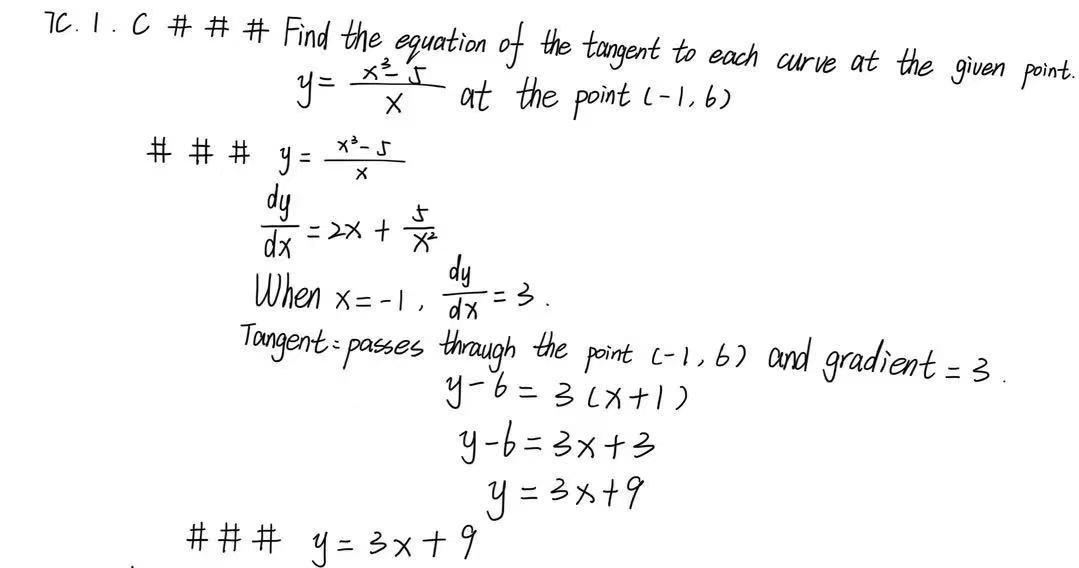 7C. 1. C # # # Find the equation of the tangent to each curve at the given point.
y = \frac{x^3 - 5}{x} at the point (-1, 6)
# # # y = \frac{x^3 - 5}{x}
\frac{dy}{dx} = 2x + \frac{5}{x^2}
When x = -1, \frac{dy}{dx} = 3.
Tangent: passes through the point (-1, 6) and gradient = 3.
y - 6 = 3(x+1)
y - 6 = 3x + 3
y = 3x + 9
# # # y = 3x + 9